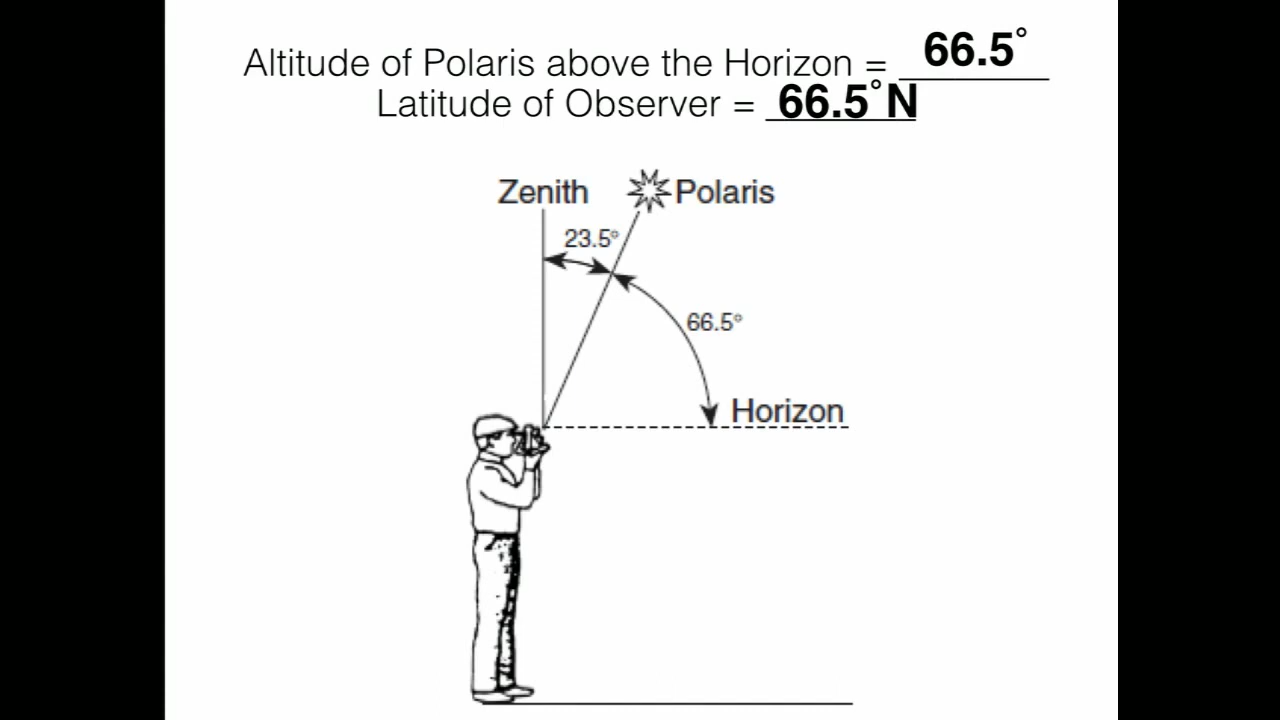 Altitude of Polaris above the Horizon = 66.5°
Latitude of Observer = 66.5°N
Zenith Polaris
23.5°
66.5°
Horizon